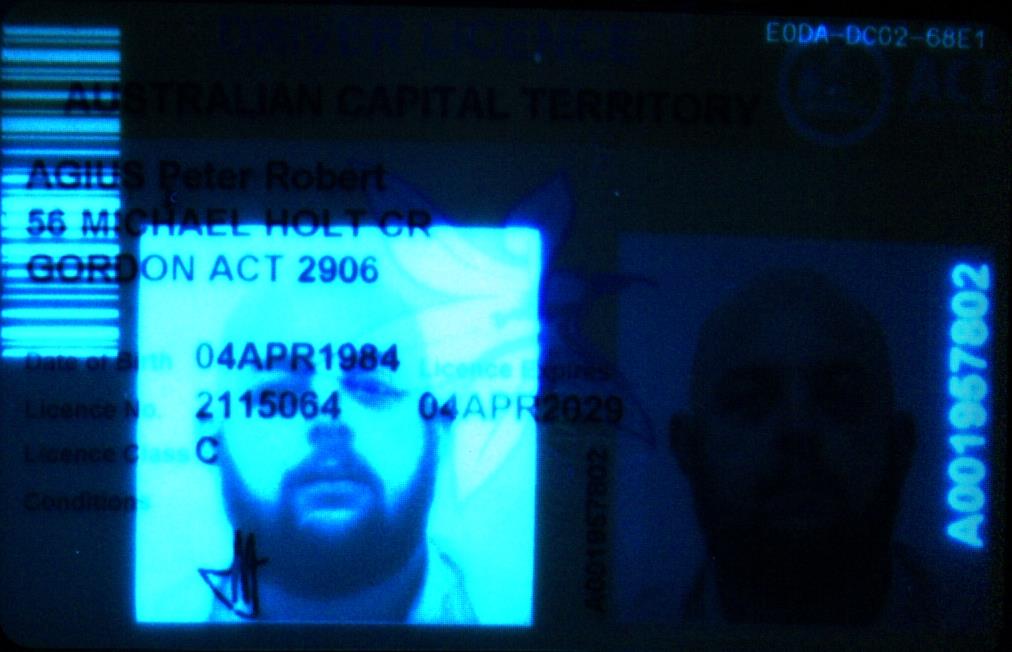 DRIVER LICENCE
E0DA-DC02-68E1
ACT
AUSTRALIAN CAPITAL TERRITORY
AGIUS Peter Robert
56 MICHAEL HOLT CR
GORDON ACT 2906
Date of Birth 04APR1984
Licence Expires
Licence No. 2115064 04APR2029
Licence Class C
Conditions
A001957802
A001957802